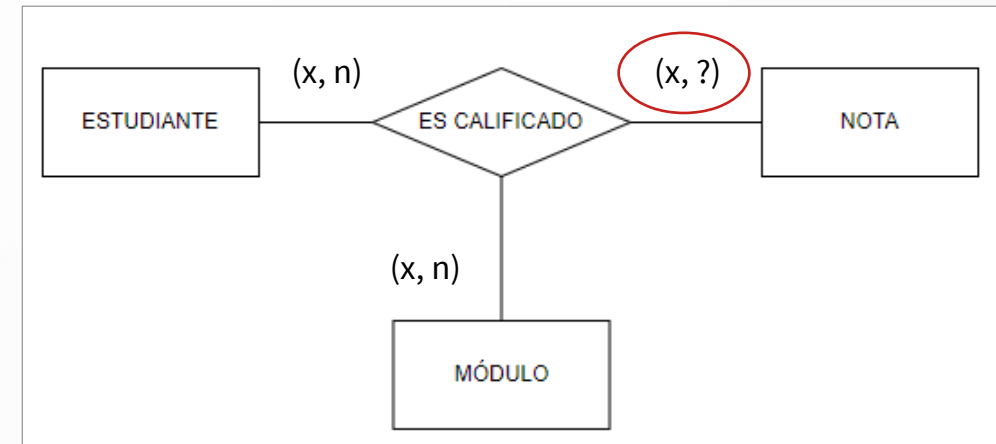 (x, n)
(x, ?)
ESTUDIANTE
ES CALIFICADO
NOTA
(x, n)
MÓDULO